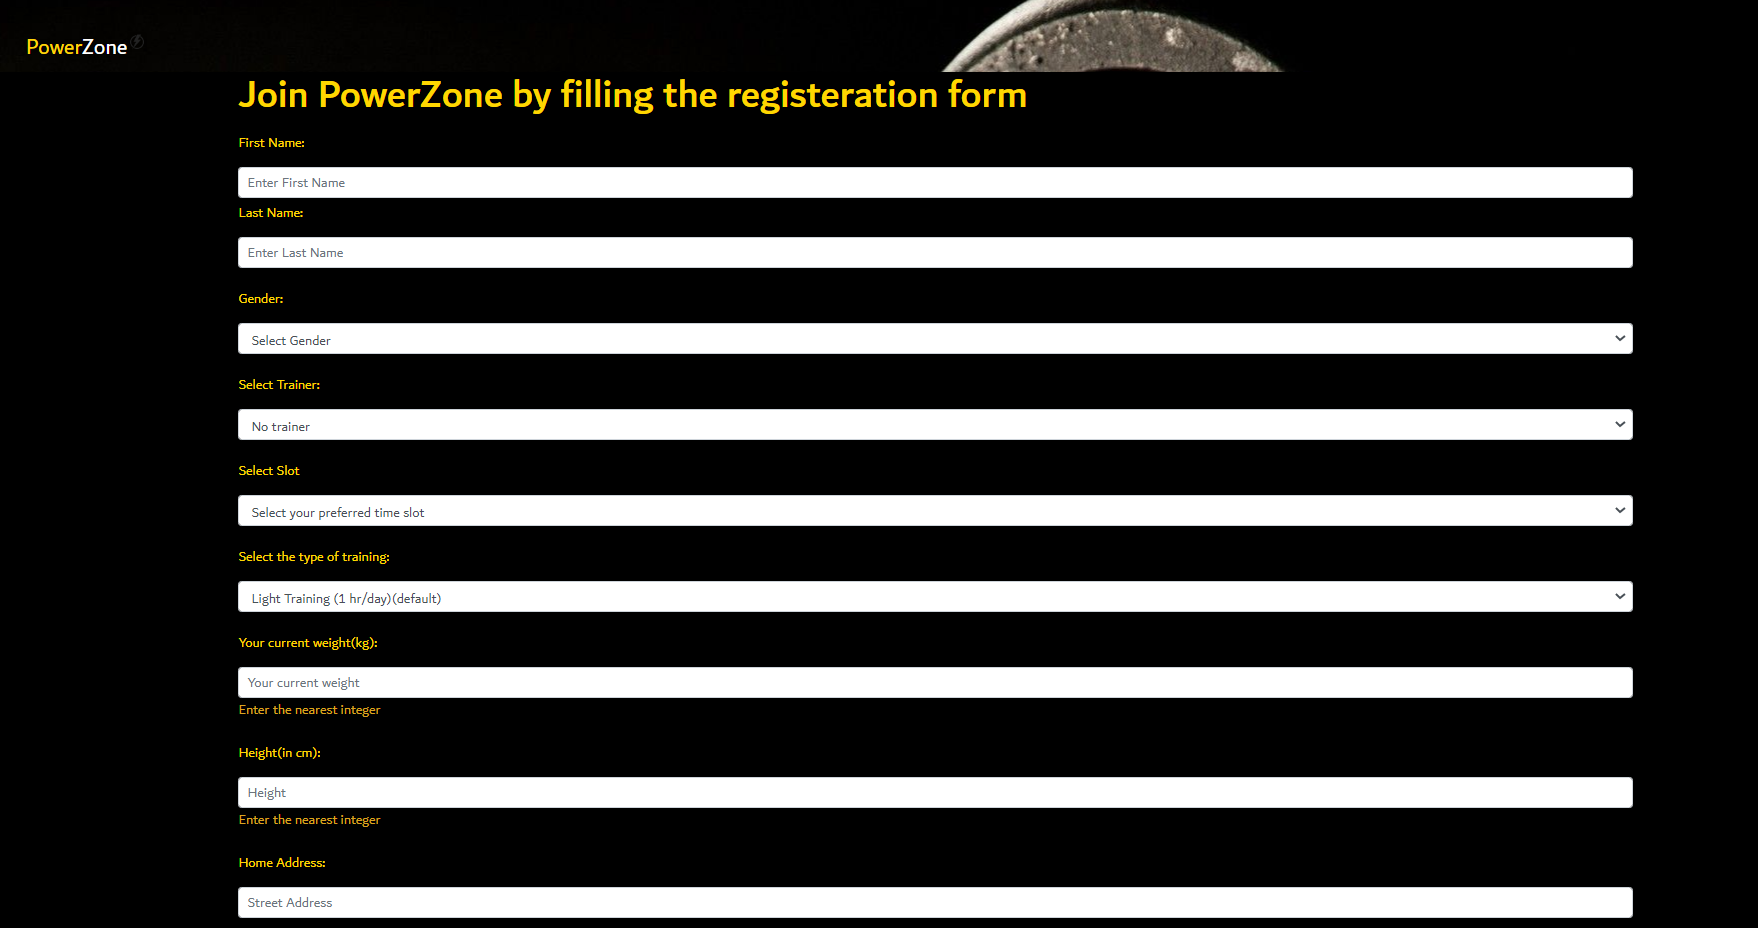 PowerZone
Join PowerZone by filling the registeration form
First Name:
Enter First Name
Last Name:
Enter Last Name
Gender:
Select Gender
Select Trainer:
No trainer
Select Slot
Select your preferred time slot
Select the type of training:
Light Training (1 hr/day)(default)
Your current weight(kg):
Your current weight
Enter the nearest integer
Height(in cm):
Height
Enter the nearest integer
Home Address:
Street Address